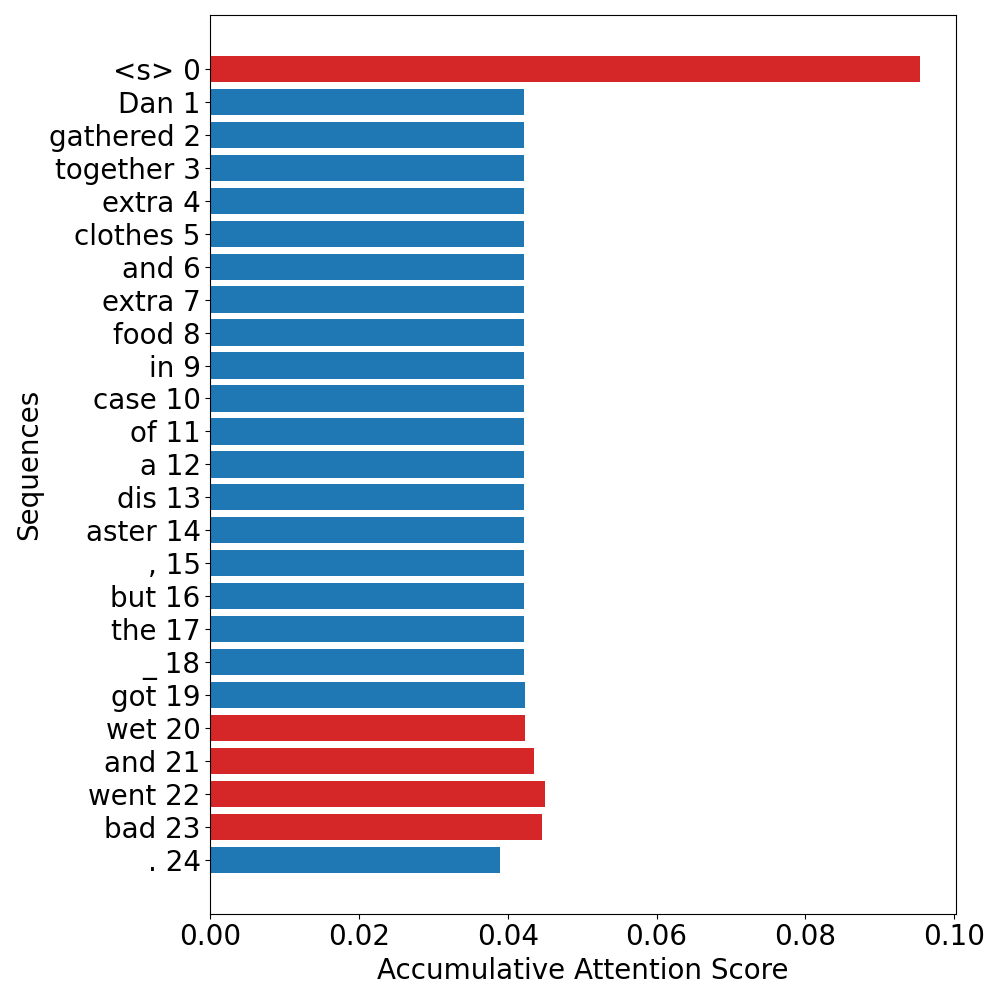 <s> 0
Dan 1
gathered 2
together 3
extra 4
clothes 5
and 6
extra 7
food 8
in 9
case 10
of 11
a 12
dis 13
aster 14
, 15
but 16
the 17
_ 18
got 19
wet 20
and 21
went 22
bad 23
. 24
Sequences
0.00 0.02 0.04 0.06 0.08 0.10
Accumulative Attention Score